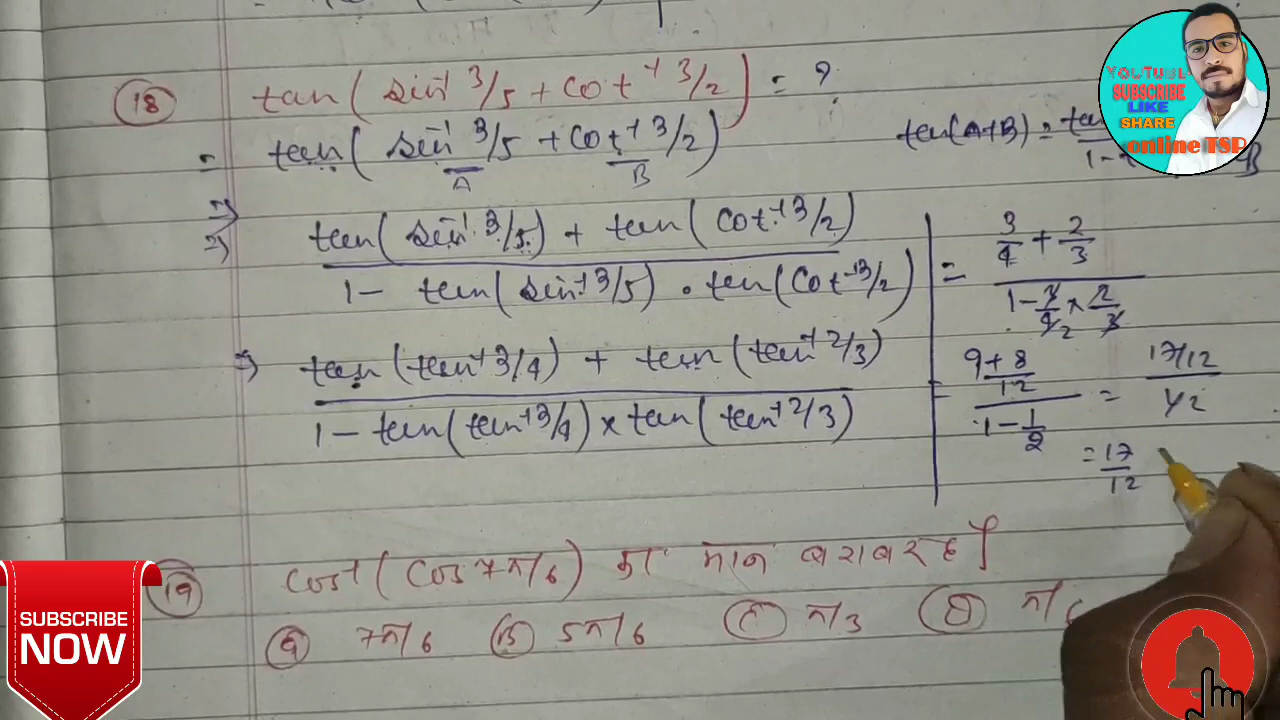 (18) tan ( sin⁻¹ 3/5 + cot⁻¹ 3/2 ) = ?
= tan ( sin⁻¹ 3/5 + cot⁻¹ 3/2 )
A B
tan(A+B) =
1 -
B
⇒
⇒ tan( sin⁻¹ 3/5 ) + tan ( cot⁻¹ 3/2 )
1 - tan ( sin⁻¹ 3/5 ) . tan ( cot⁻¹ 3/2 )
⇒ tan ( tan⁻¹ 3/4 ) + tan ( tan⁻¹ 2/3 )
1 - tan ( tan⁻¹ 3/4 ) × tan ( tan⁻¹ 2/3 )
= 3/4 + 2/3
1 - 3/4 2 × 2/3
= 9 + 8 / 12 = 17/12
1 - 1/2 1/2
= 17/12
(19) cos⁻¹ ( cos 7π/6 ) का मान बराबर है
(a) 7π/6 (B) 5π/6 (C) π/3 (D) π/6
YOUTUBE
SUBSCRIBE
LIKE
SHARE
online TSP
SUBSCRIBE
NOW